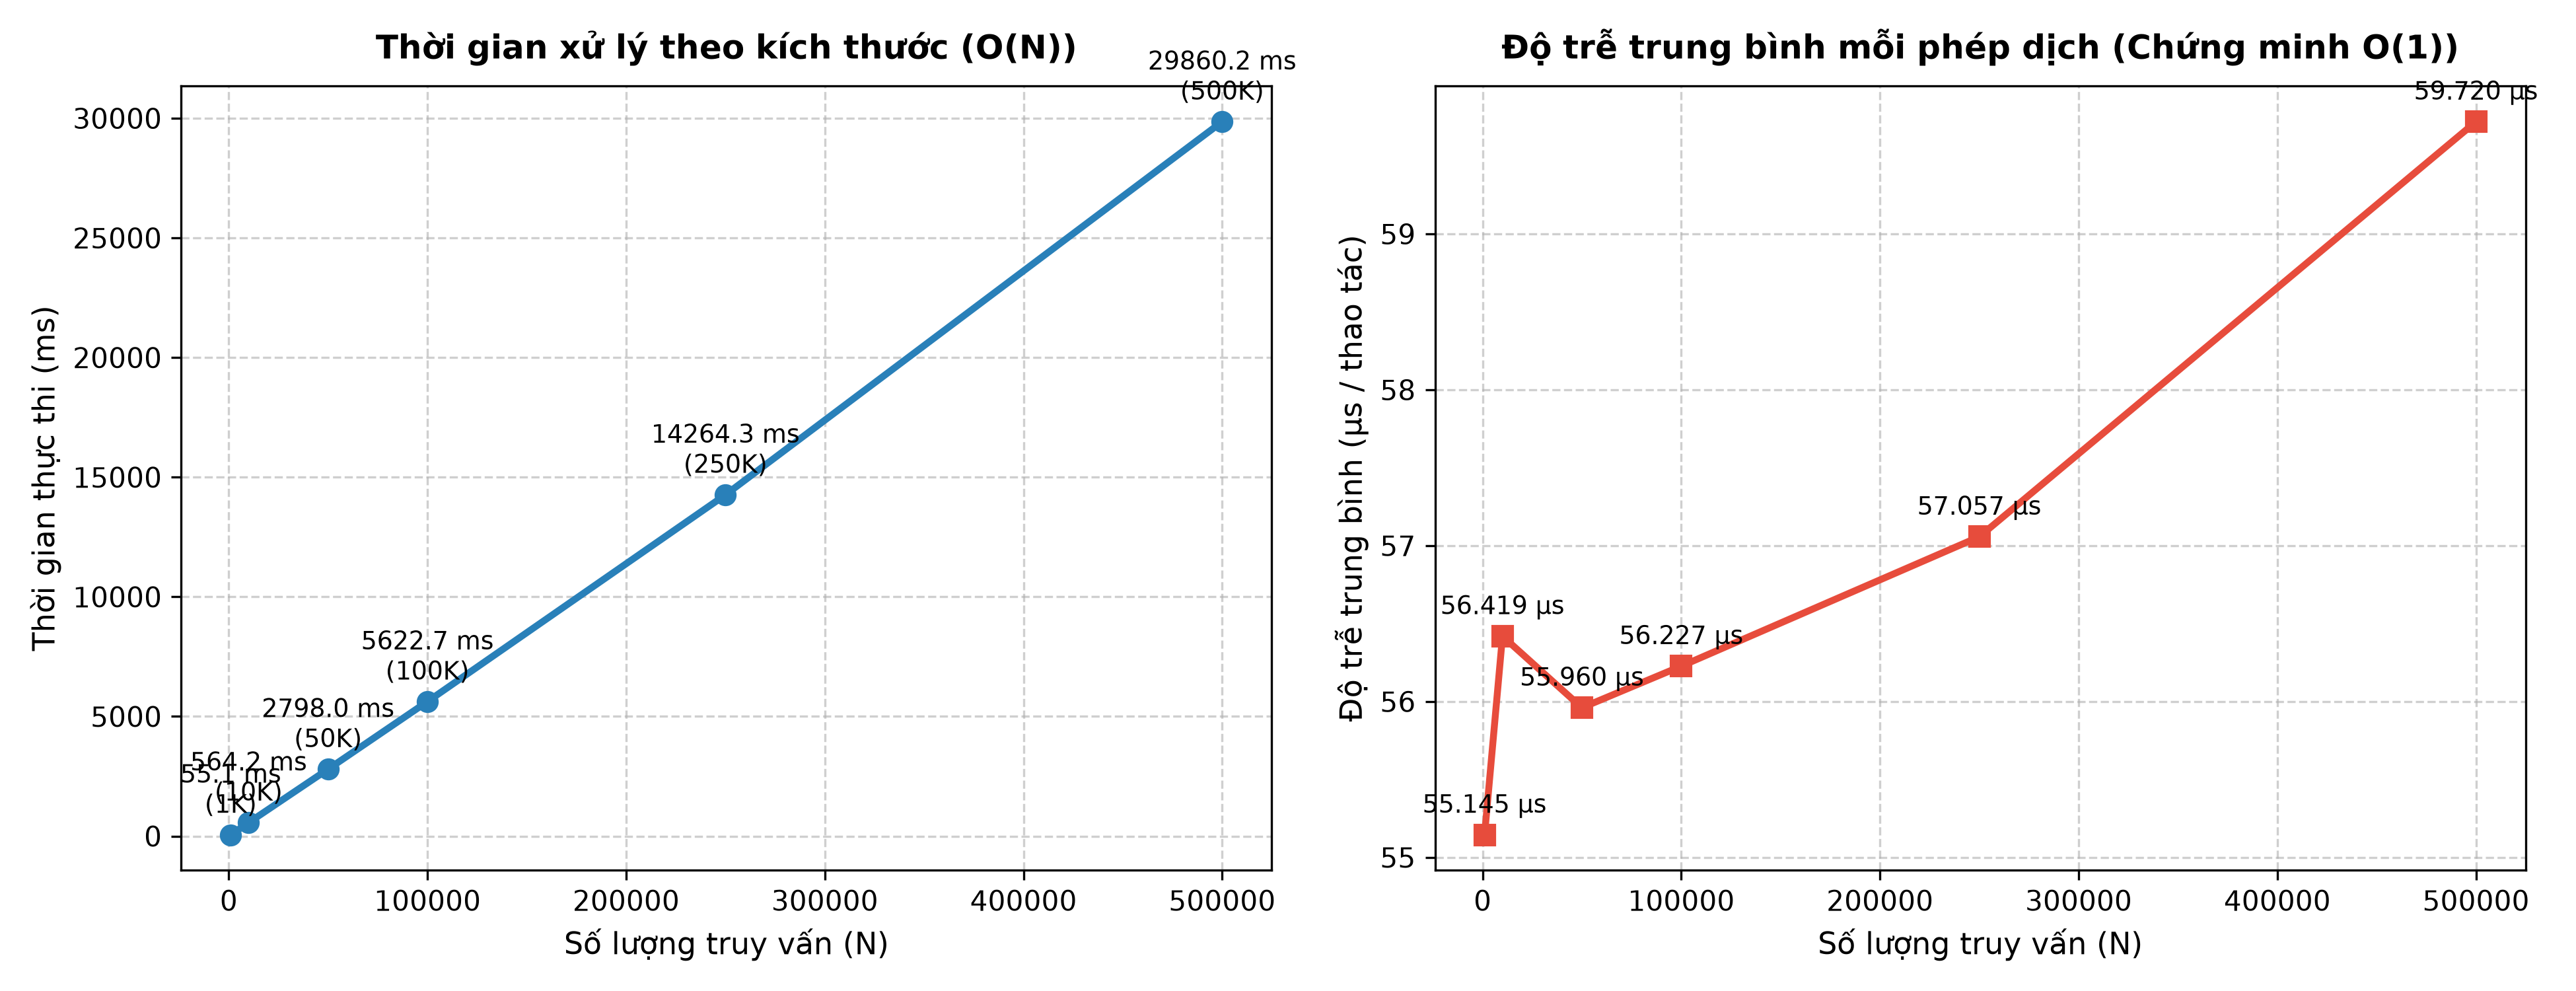 Thời gian xử lý theo kích thước (O(N))
29860.2 ms
(500K)
14264.3 ms
(250K)
5622.7 ms
(100K)
2798.0 ms
(50K)
564.2 ms
(10K)
55.1 ms
(1K)
30000
25000
20000
15000
10000
5000
0
Thời gian thực thi (ms)
0 100000 200000 300000 400000 500000
Số lượng truy vấn (N)
Độ trễ trung bình mỗi phép dịch (Chứng minh O(1))
59.720 µs
57.057 µs
56.419 µs
56.227 µs
55.960 µs
55.145 µs
59
58
57
56
55
Độ trễ trung bình (µs / thao tác)
0 100000 200000 300000 400000 500000
Số lượng truy vấn (N)